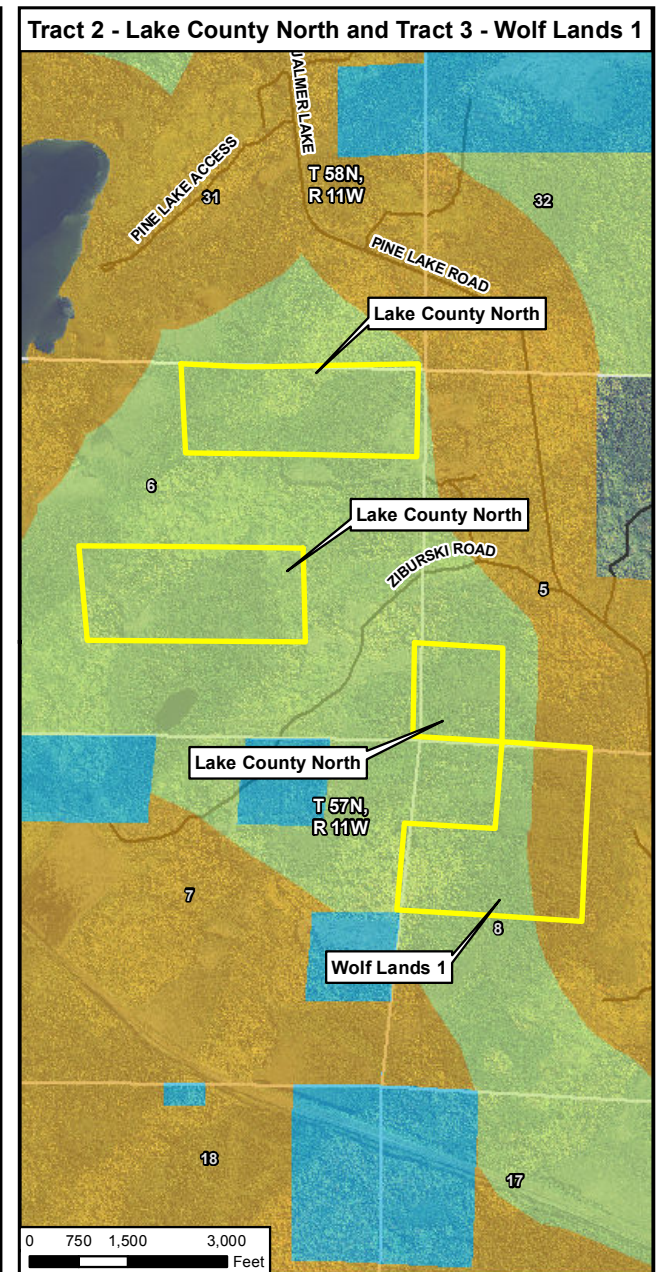 Tract 2 - Lake County North and Tract 3 - Wolf Lands 1
JALMER LAKE
PINE LAKE ACCESS
T 58N,
R 11W
31
32
PINE LAKE ROAD
Lake County North
6
Lake County North
ZIBURSKI ROAD
5
Lake County North
T 57N,
R 11W
7
8
Wolf Lands 1
18
17
0 750 1,500 3,000
Feet